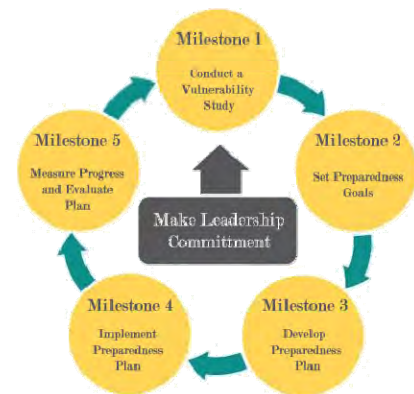 Milestone 1
Conduct a
Vulnerability
Study
Milestone 2
Set Preparedness
Goals
Milestone 3
Develop
Preparedness
Plan
Milestone 4
Implement
Preparedness
Plan
Milestone 5
Measure Progress
and Evaluate
Plan
Make Leadership
Committment